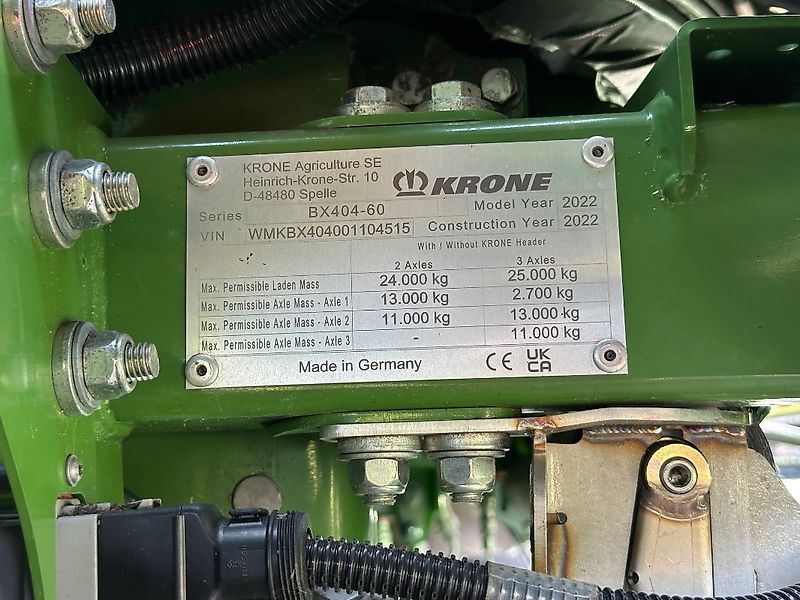 KRONE Agriculture SE
Heinrich-Krone-Str. 10
D-48480 Spelle
KRONE
Series BX404-60 Model Year 2022
VIN WMKBX404001104515 Construction Year 2022
With / Without KRONE Header
2 Axles 3 Axles
Max. Permissible Laden Mass 24.000 kg 25.000 kg
Max. Permissible Axle Mass - Axle 1 13.000 kg 2.700 kg
Max. Permissible Axle Mass - Axle 2 11.000 kg 13.000 kg
Max. Permissible Axle Mass - Axle 3 - 11.000 kg
Made in Germany CE UK CA